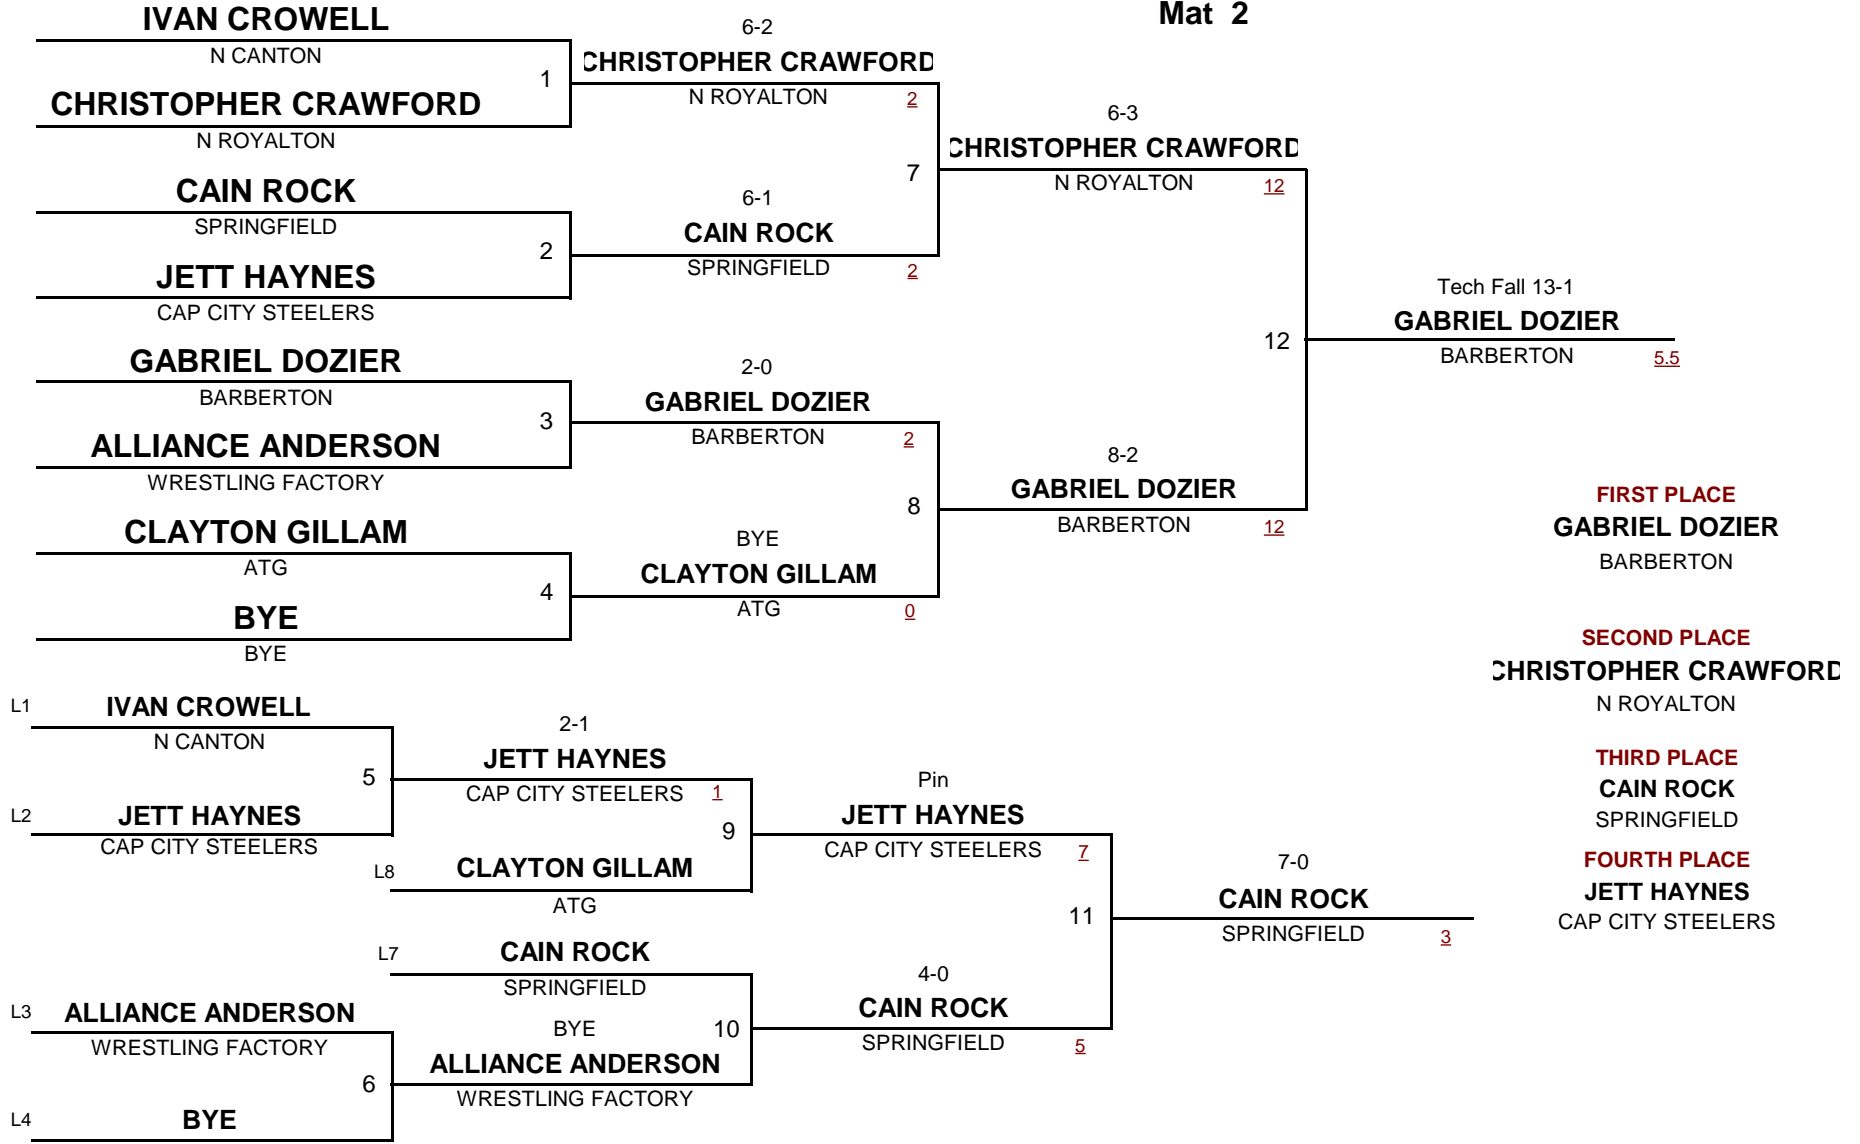 Mat 2
IVAN CROWELL
N CANTON
1
CHRISTOPHER CRAWFORD
N ROYALTON
6-2
CHRISTOPHER CRAWFORD
N ROYALTON 2
CAIN ROCK
SPRINGFIELD
2
JETT HAYNES
CAP CITY STEELERS
6-1
CAIN ROCK
SPRINGFIELD 2
7
6-3
CHRISTOPHER CRAWFORD
N ROYALTON 12
GABRIEL DOZIER
BARBERTON
3
ALLIANCE ANDERSON
WRESTLING FACTORY
2-0
GABRIEL DOZIER
BARBERTON 2
CLAYTON GILLAM
ATG
4
BYE
BYE
BYE
CLAYTON GILLAM
ATG 0
8
8-2
GABRIEL DOZIER
BARBERTON 12
12
Tech Fall 13-1
GABRIEL DOZIER
BARBERTON 5.5
FIRST PLACE
GABRIEL DOZIER
BARBERTON
SECOND PLACE
CHRISTOPHER CRAWFORD
N ROYALTON
THIRD PLACE
CAIN ROCK
SPRINGFIELD
FOURTH PLACE
JETT HAYNES
CAP CITY STEELERS
L1 IVAN CROWELL
N CANTON
5
L2 JETT HAYNES
CAP CITY STEELERS
2-1
JETT HAYNES
CAP CITY STEELERS 1
9
L8 CLAYTON GILLAM
ATG
Pin
JETT HAYNES
CAP CITY STEELERS 7
L7 CAIN ROCK
SPRINGFIELD
L3 ALLIANCE ANDERSON
WRESTLING FACTORY
6
L4 BYE
BYE
10
ALLIANCE ANDERSON
WRESTLING FACTORY
4-0
CAIN ROCK
SPRINGFIELD 5
11
7-0
CAIN ROCK
SPRINGFIELD 3